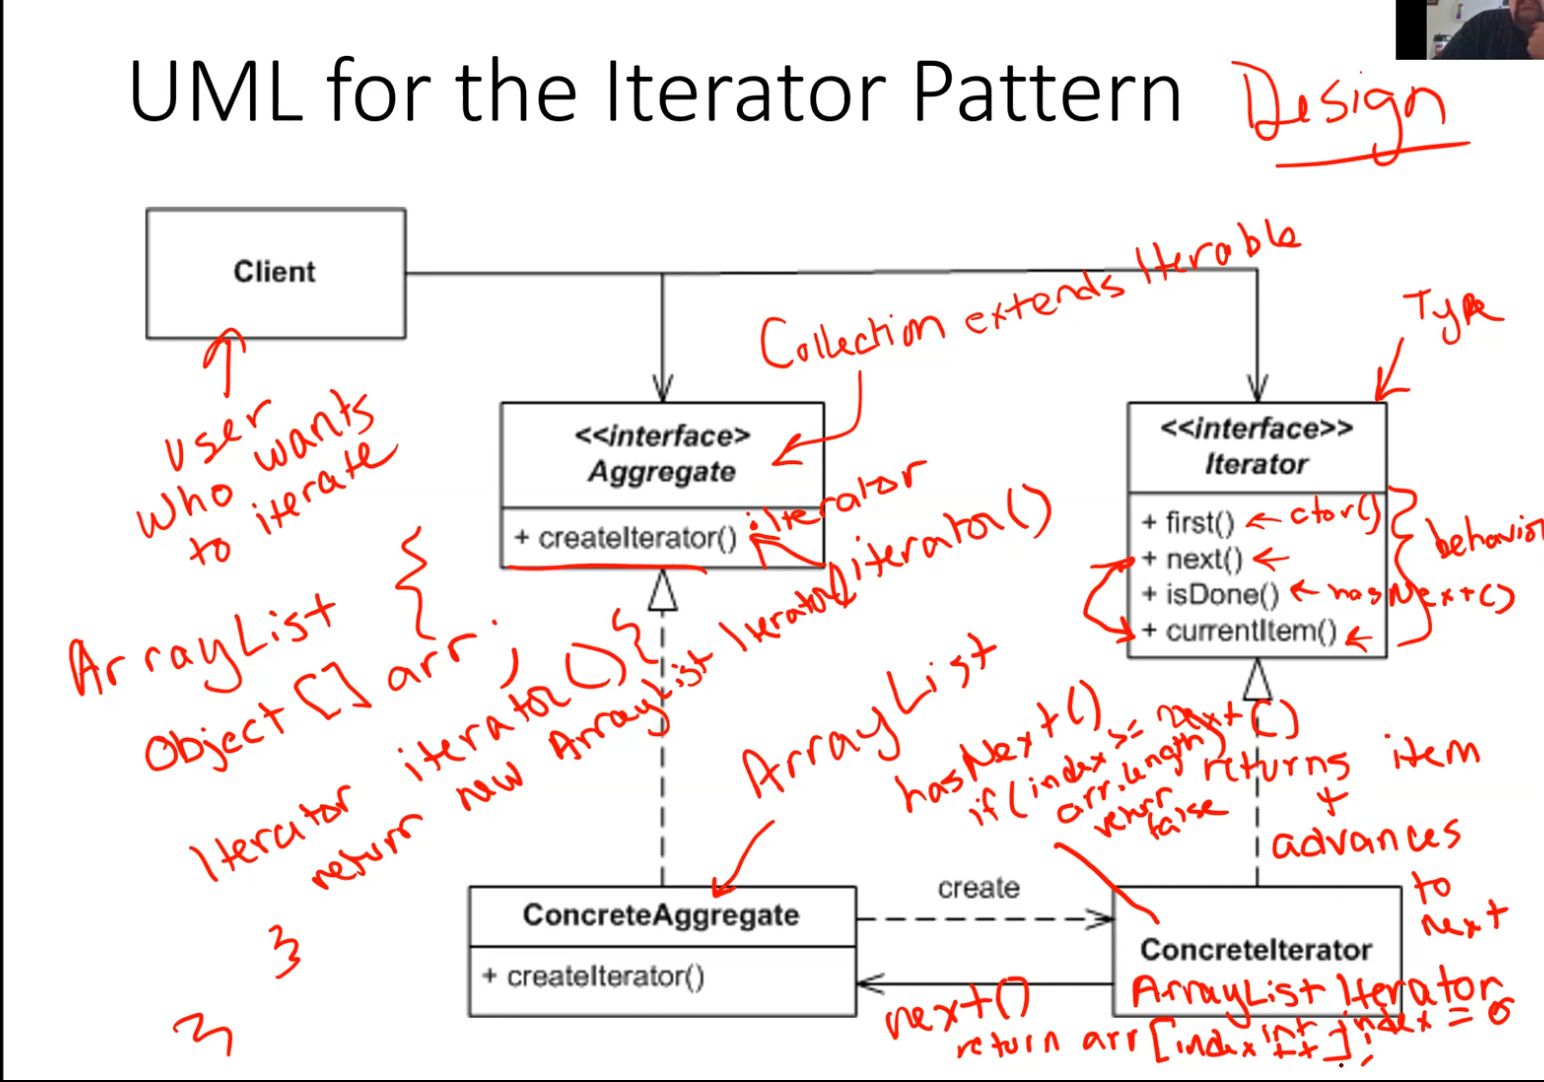 UML for the Iterator Pattern
Design
Client
Collection extends Iterable
Type
user
who wants
to iterate
<<interface>
Aggregate
+ createIterator()
: iterator
iterator()
<<interface>>
Iterator
+ first() ← ctor()
+ next() ←
+ isDone() ← hasNext()
+ currentItem() ←
behavior
ArrayList {
Object[] arr;
Iterator iterator() {
return new ArrayList Iterator()
}
}
ArrayList
hasNext()
if (index >=
arr.length)
return
false
next()
returns item
+
advances
to
next
create
ConcreteAggregate
+ createIterator()
ConcreteIterator
ArrayList Iterator
int index = 0
next()
return arr[index++];